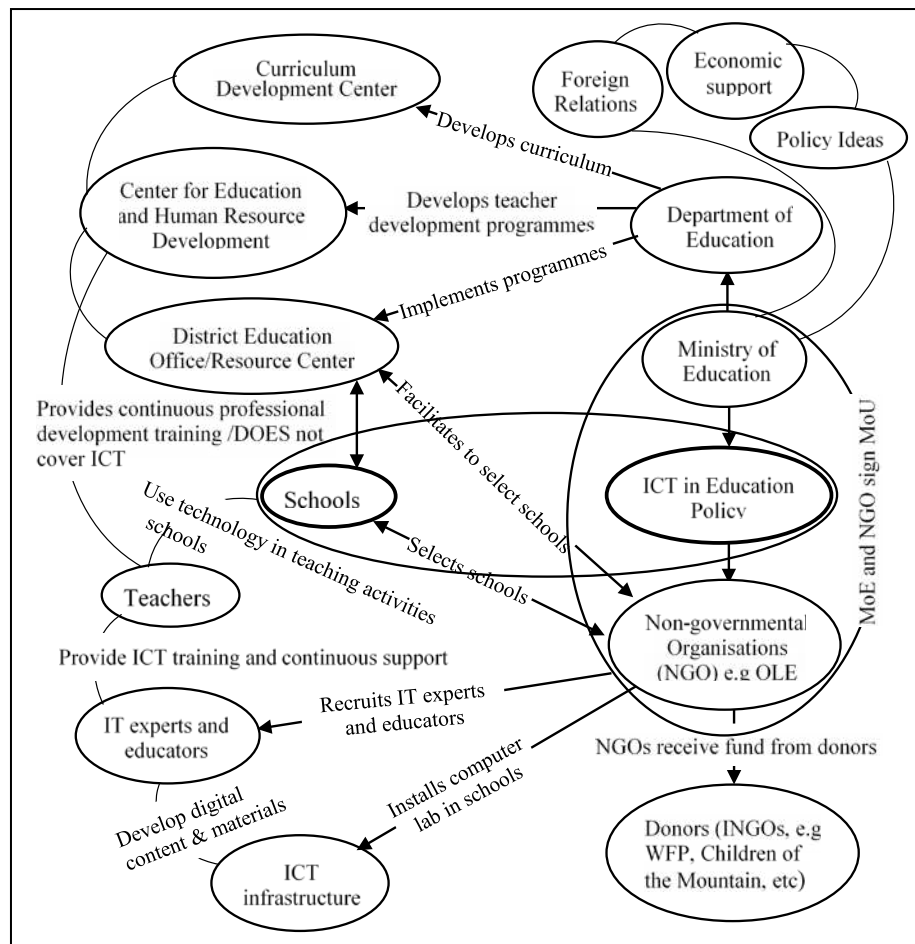 Curriculum
Development Center
Foreign
Relations
Economic
support
Policy Ideas
Develops curriculum
Center for Education
and Human Resource
Development
Develops teacher
development programmes
Department of
Education
Implements programmes
District Education
Office/Resource Center
Ministry of
Education
Provides continuous professional
development training /DOES not
cover ICT
Facilitates to select schools
MoE and NGO sign MoU
Schools
ICT in Education
Policy
Use technology in teaching activities
schools
Selects schools
Teachers
Non-governmental
Organisations
(NGO) e.g OLE
Provide ICT training and continuous support
Recruits IT experts
and educators
IT experts and
educators
NGOs receive fund from donors
Installs computer
lab in schools
Develop digital
content & materials
ICT
infrastructure
Donors (INGOs, e.g
WFP, Children of
the Mountain, etc)